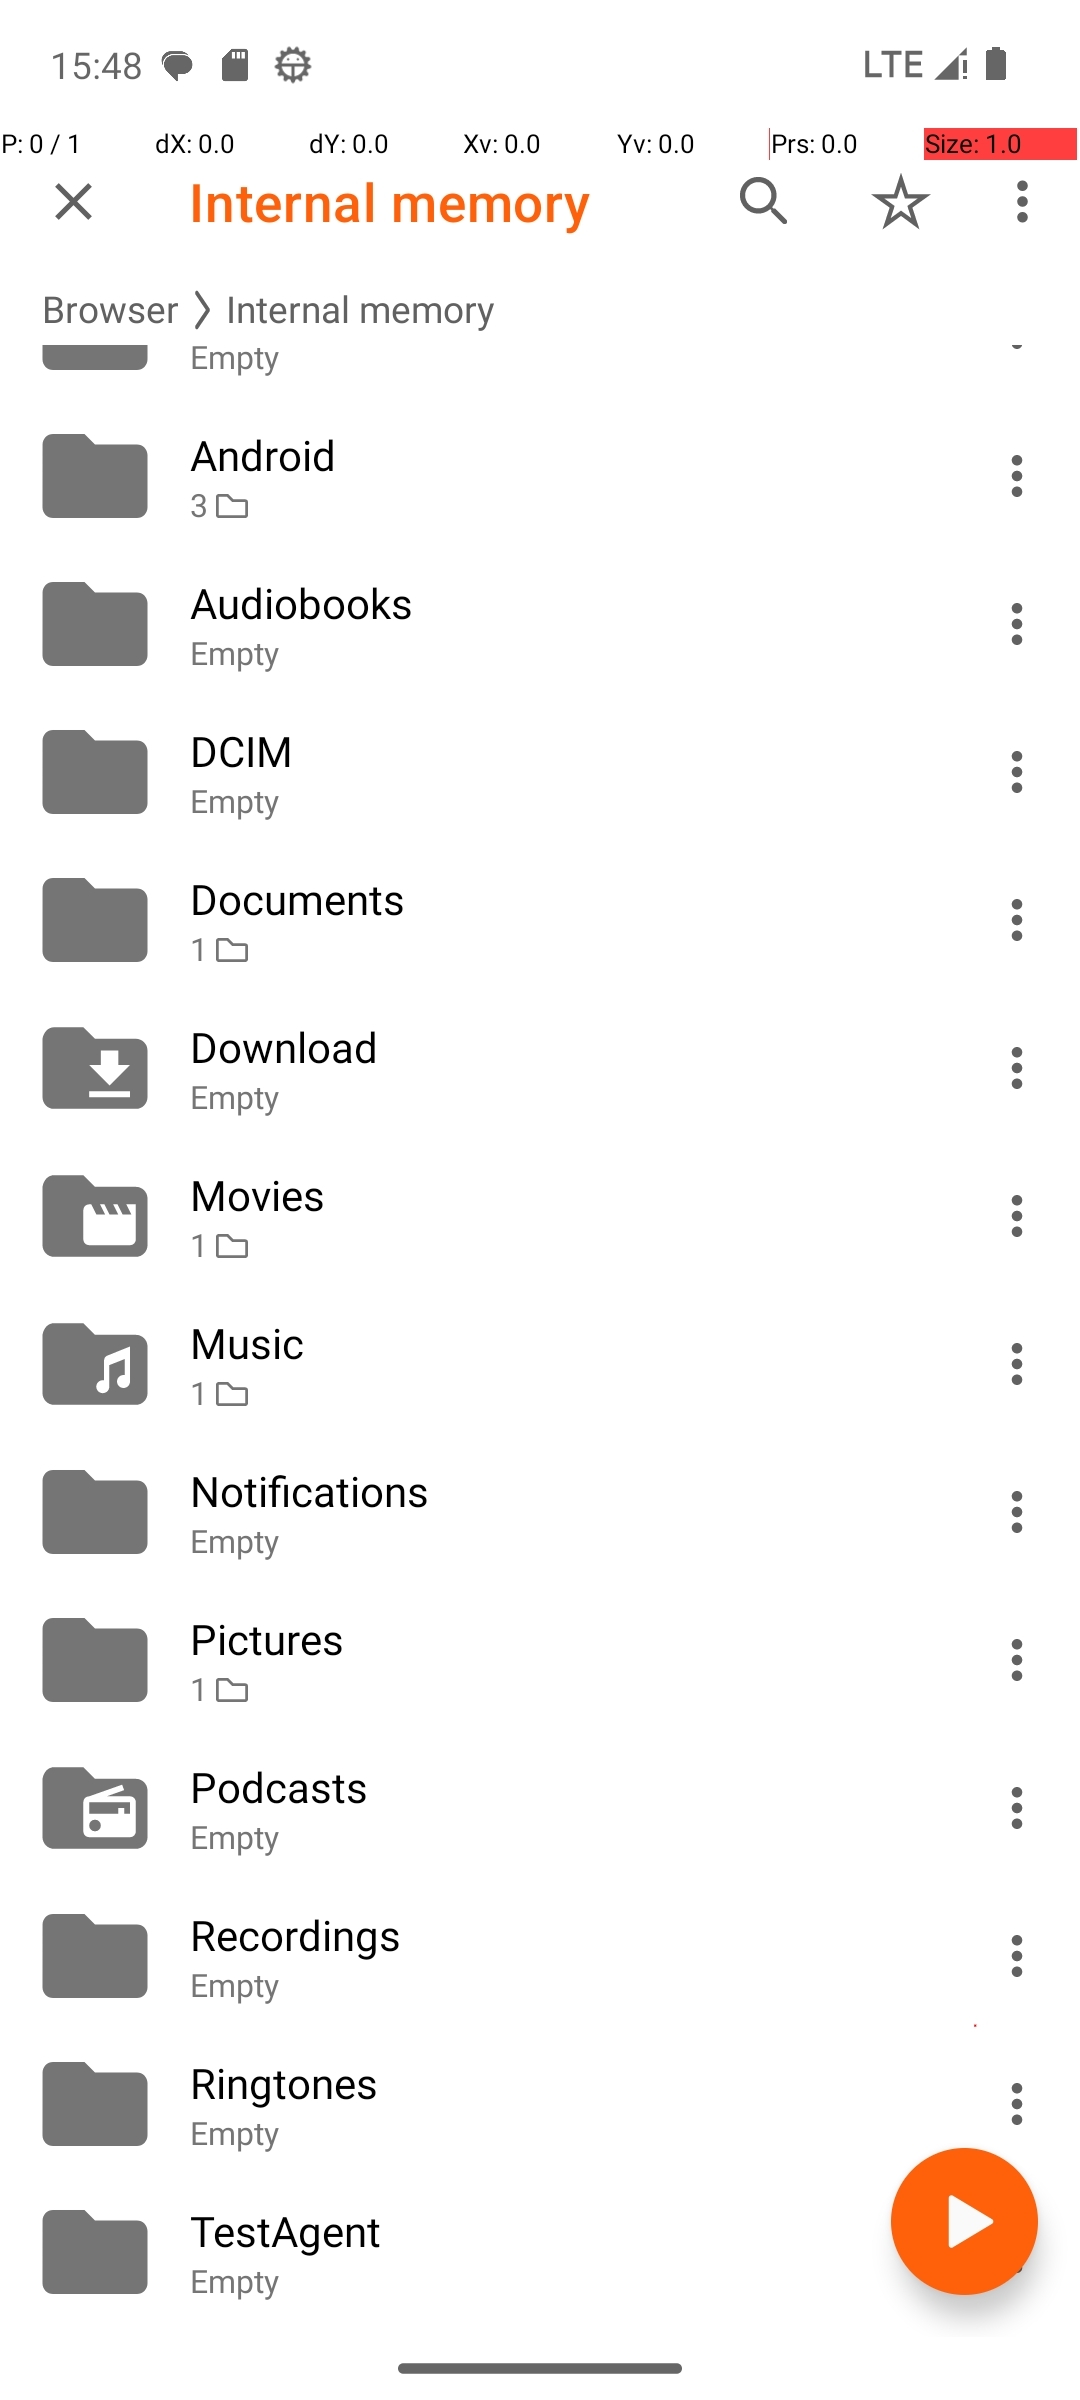 15:48 LTE
P: 0 / 1 dX: 0.0 dY: 0.0 Xv: 0.0 Yv: 0.0 Prs: 0.0 Size: 1.0
Internal memory
Browser Internal memory
Empty
Android
3
Audiobooks
Empty
DCIM
Empty
Documents
1
Download
Empty
Movies
1
Music
1
Notifications
Empty
Pictures
1
Podcasts
Empty
Recordings
Empty
Ringtones
Empty
TestAgent
Empty